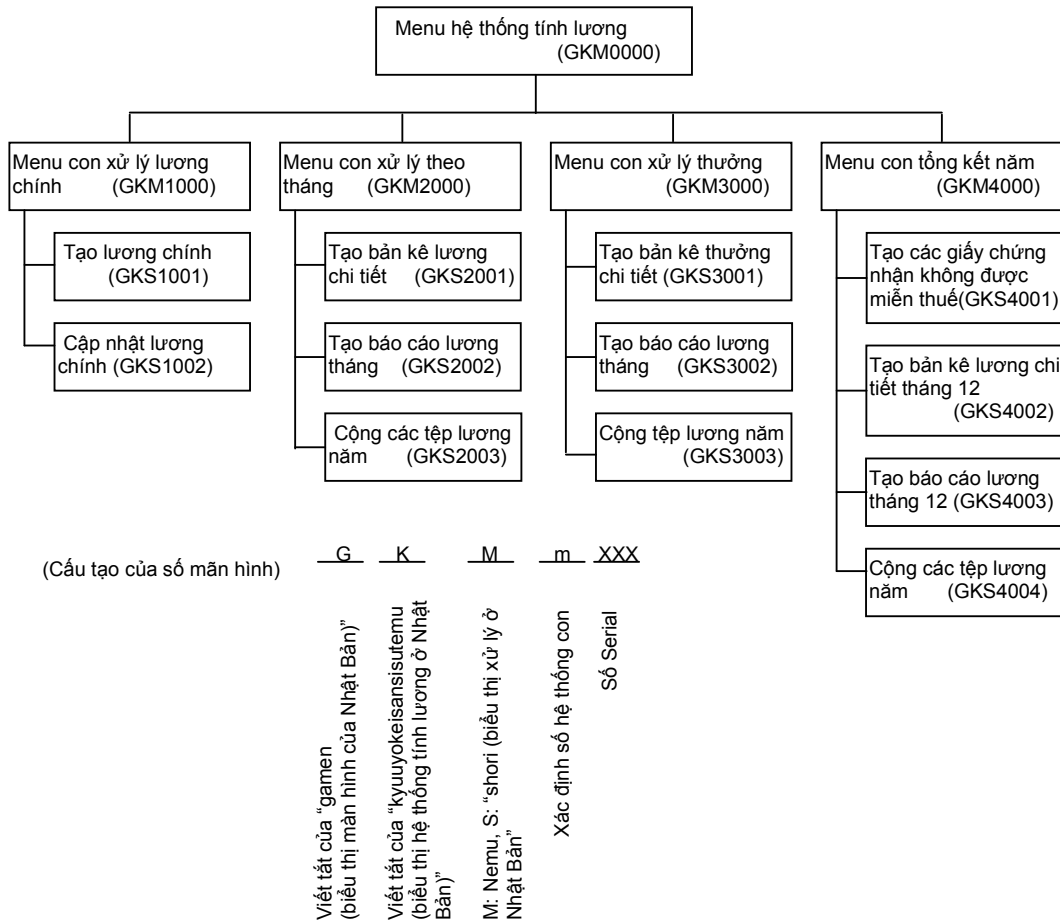 Menu hệ thống tính lương
(GKM0000)
Menu con xử lý lương
chính (GKM1000)
Menu con xử lý theo
tháng (GKM2000)
Menu con xử lý thưởng
(GKM3000)
Menu con tổng kết năm
(GKM4000)
Tạo lương chính
(GKS1001)
Cập nhật lương
chính (GKS1002)
Tạo bản kê lương
chi tiết (GKS2001)
Tạo báo cáo lương
tháng (GKS2002)
Cộng các tệp lương
năm (GKS2003)
Tạo bản kê thưởng
chi tiết (GKS3001)
Tạo báo cáo lương
tháng (GKS3002)
Cộng tệp lương năm
(GKS3003)
Tạo các giấy chứng
nhận không được
miễn thuế(GKS4001)
Tạo bản kê lương chi
tiết tháng 12
(GKS4002)
Tạo báo cáo lương
tháng 12 (GKS4003)
Cộng các tệp lương
năm (GKS4004)
(Cấu tạo của số mãn hình)
G K M m XXX
Viết tắt của “gamen
(biểu thị màn hình của Nhật Bản)”
Viết tắt của “kyuuyokeisansisutemu
(biểu thị hệ thống tính lương ở Nhật
Bản)”
M: Nemu, S: “shori (biểu thị xử lý ở
Nhật Bản”
Xác định số hệ thống con
Số Serial